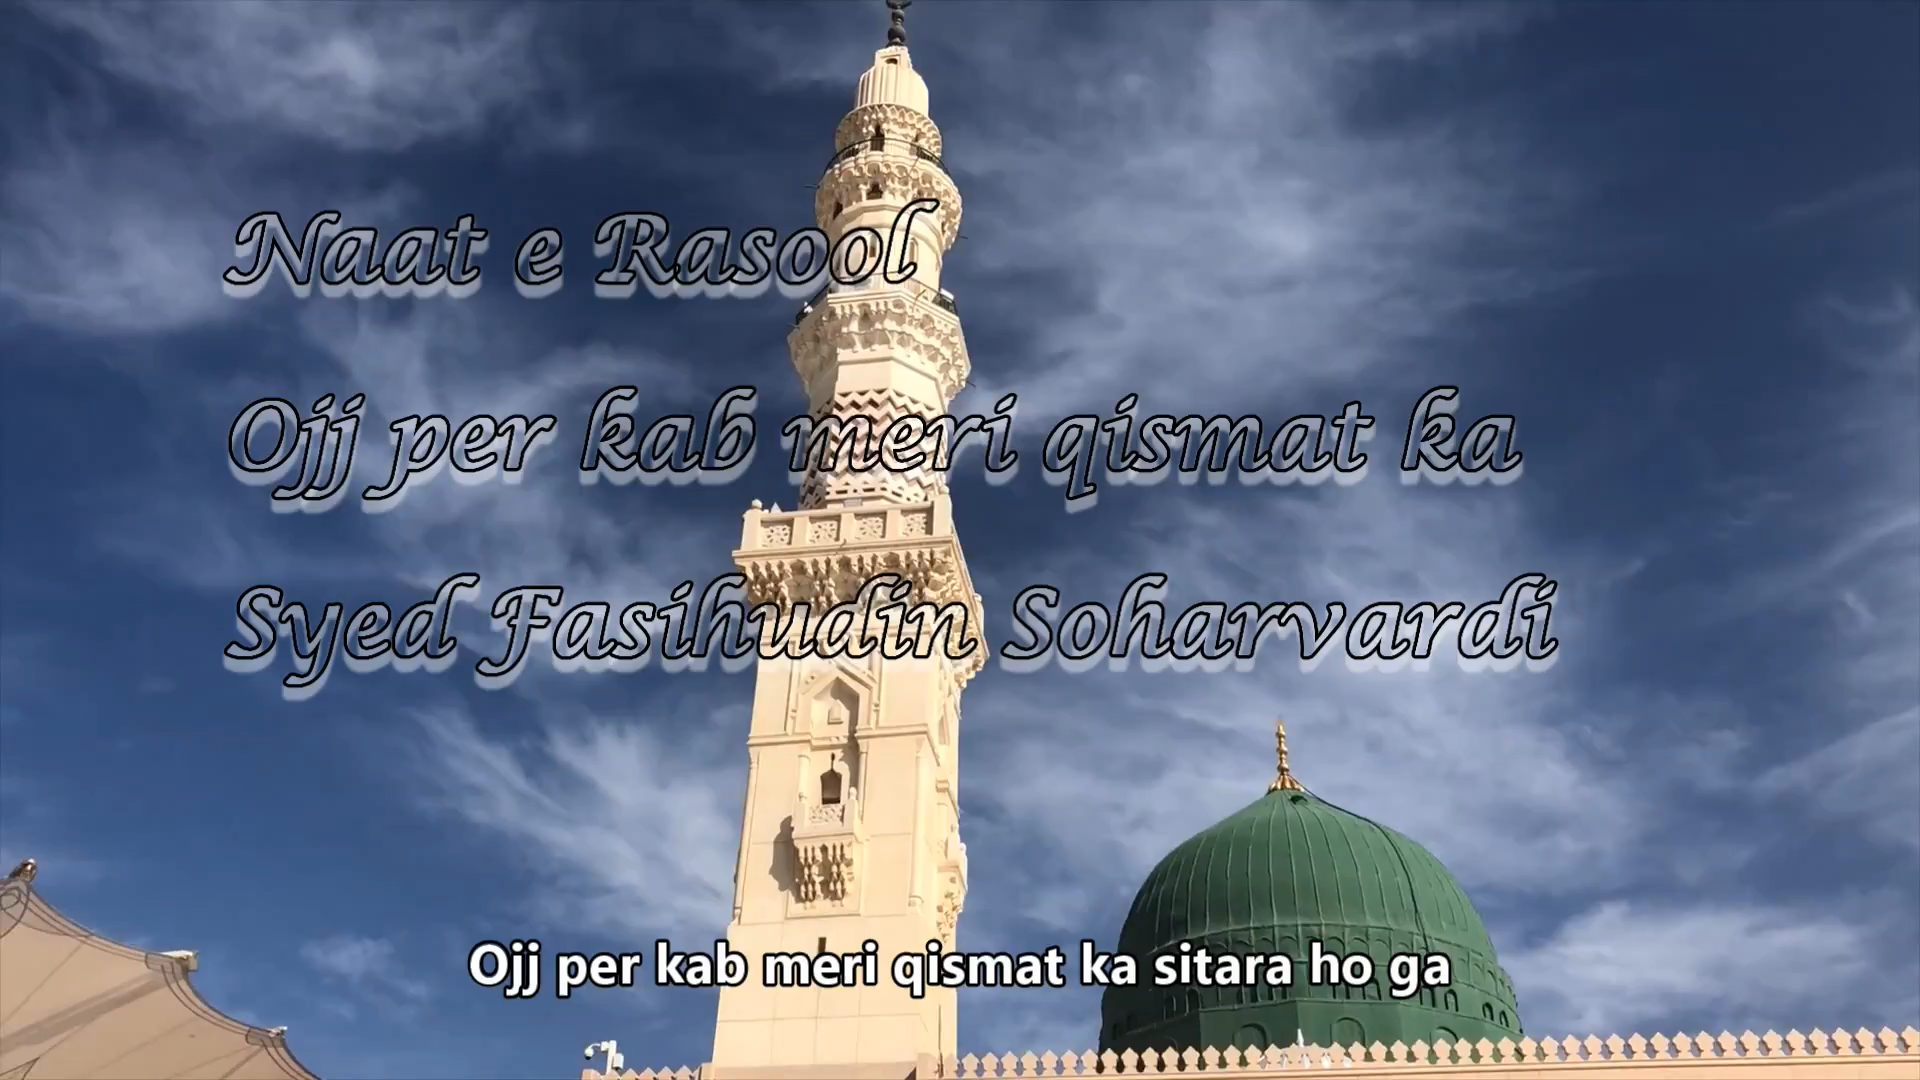 Naat e Rasool
Ojj per kab meri qismat ka
Syed Fasihudin Soharvardi
Ojj per kab meri qismat ka sitara ho ga